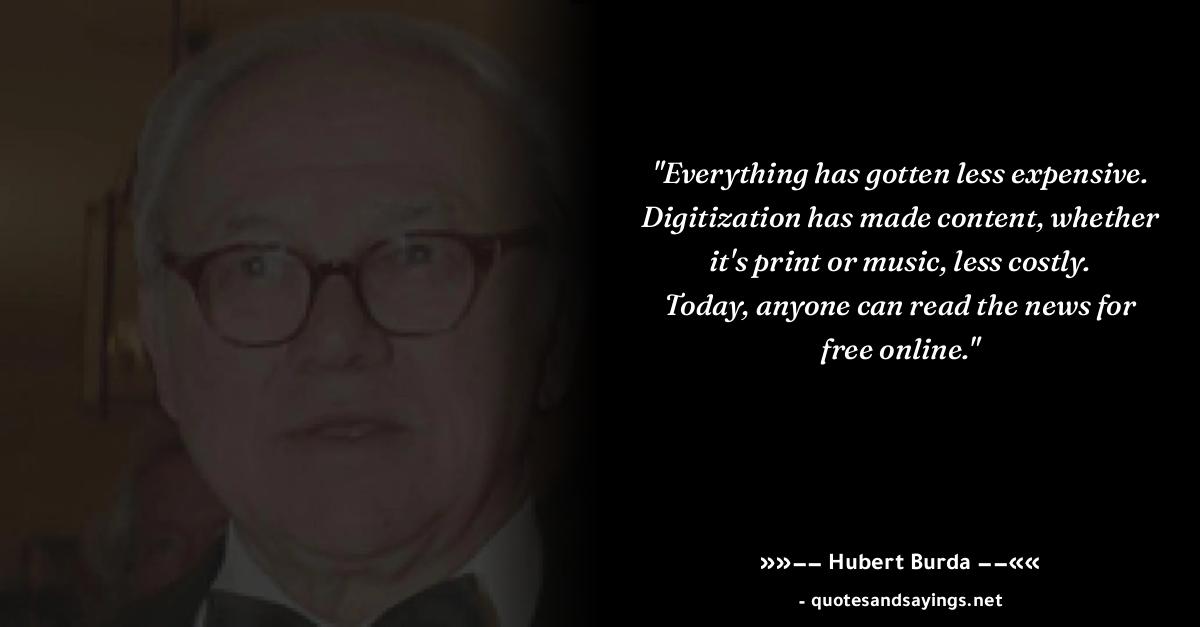 "Everything has gotten less expensive.
Digitization has made content, whether
it's print or music, less costly.
Today, anyone can read the news for
free online."
»»–– Hubert Burda ––««
- quotesandsayings.net